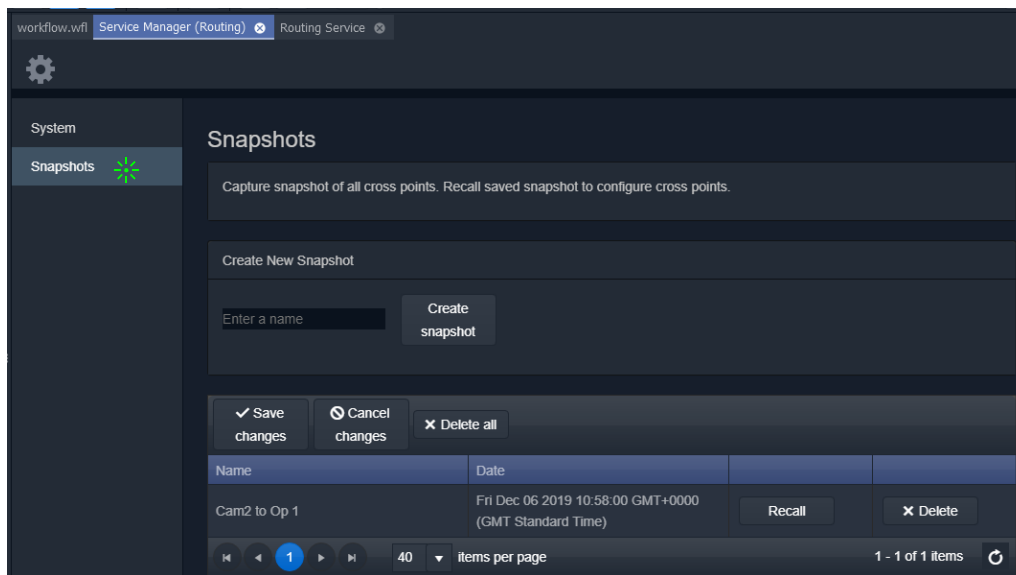 workflow.wfl Service Manager (Routing) Routing Service
System
Snapshots
Snapshots
Capture snapshot of all cross points. Recall saved snapshot to configure cross points.
Create New Snapshot
Enter a name
Create
snapshot
Save
changes
Cancel
changes
Delete all
Name Date
Cam2 to Op 1
Fri Dec 06 2019 10:58:00 GMT+0000
(GMT Standard Time)
Recall
Delete
1 40 items per page 1 - 1 of 1 items